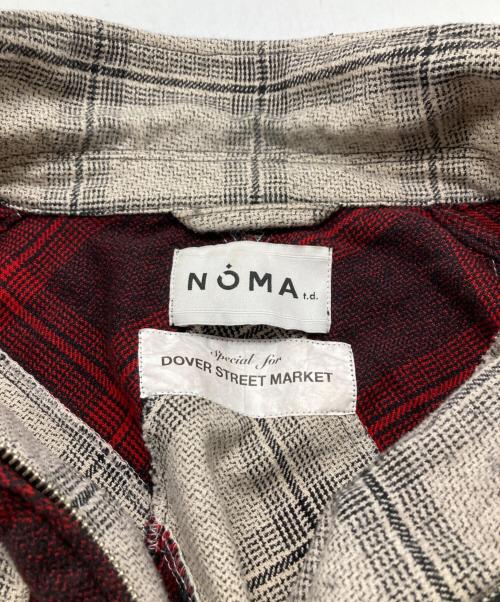 NOMA t.d.
Special for
DOVER STREET MARKET